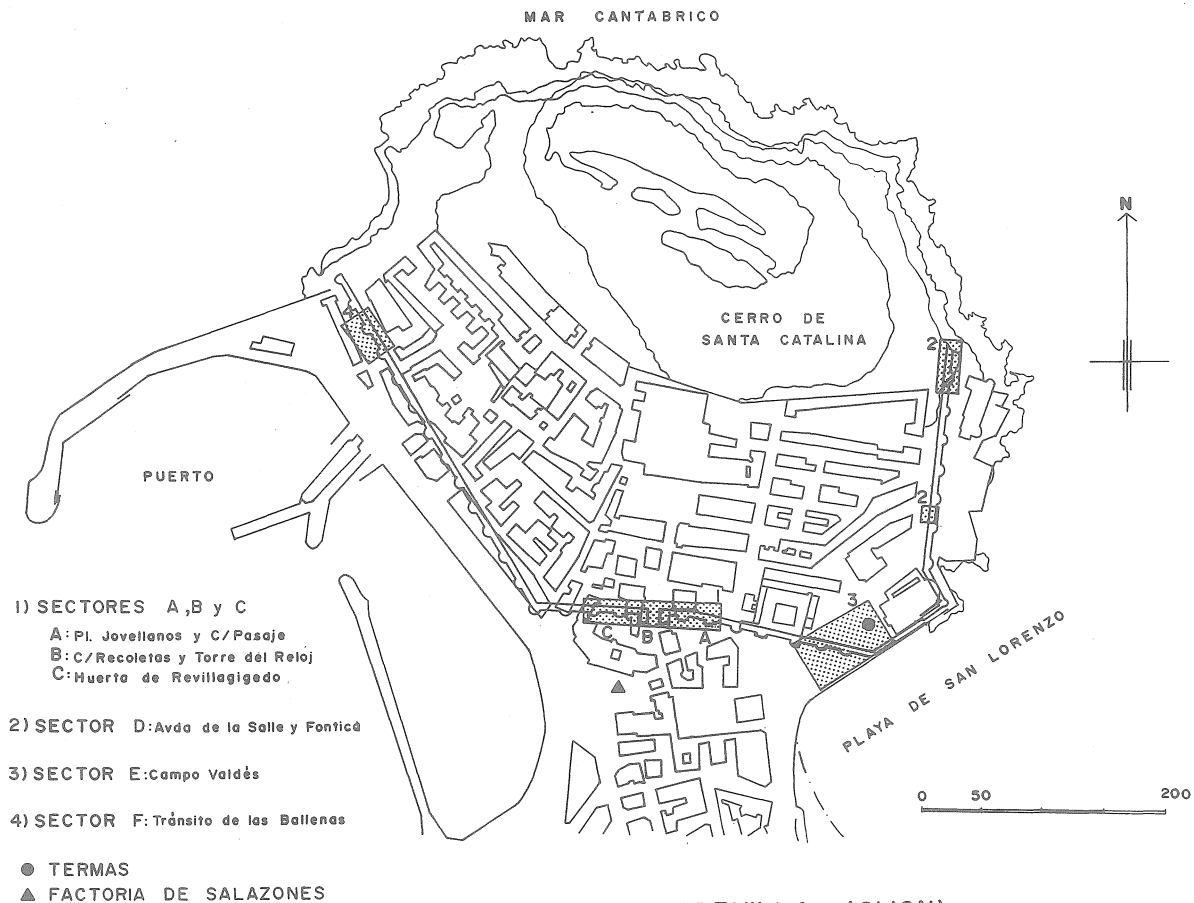 MAR CANTABRICO
N
CERRO DE
SANTA CATALINA
4
2
PUERTO
2
3
C
B
A
PLAYA DE SAN LORENZO
0 50 200
1) SECTORES A,B y C
A: Pl. Jovellanos y C/Pasaje
B: C/Recoletas y Torre del Reloj
C: Huerta de Revillagigedo.
2) SECTOR D: Avda de la Salle y Fonticá
3) SECTOR E: Campo Valdés
4) SECTOR F: Tránsito de las Ballenas
TERMAS
FACTORIA DE SALAZONES